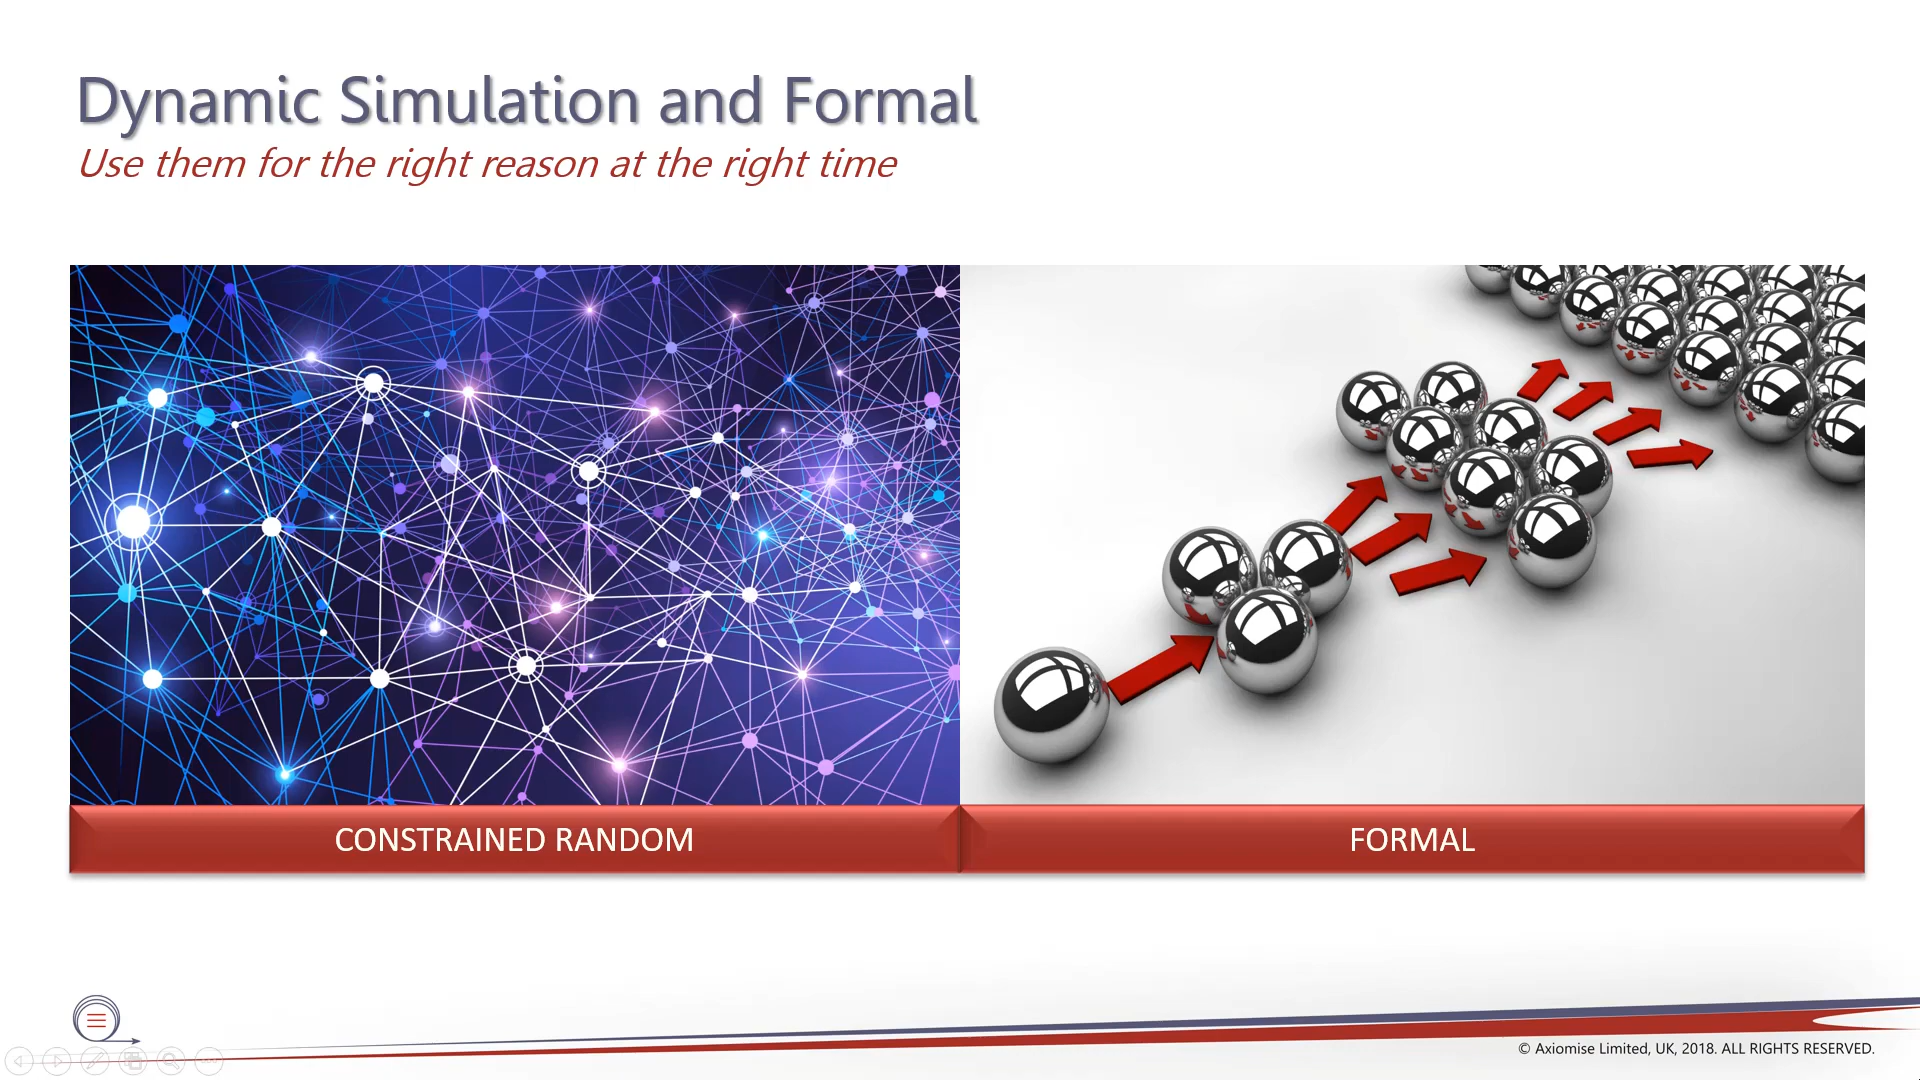 Dynamic Simulation and Formal
Use them for the right reason at the right time
CONSTRAINED RANDOM
FORMAL
© Axiomise Limited, UK, 2018. ALL RIGHTS RESERVED.